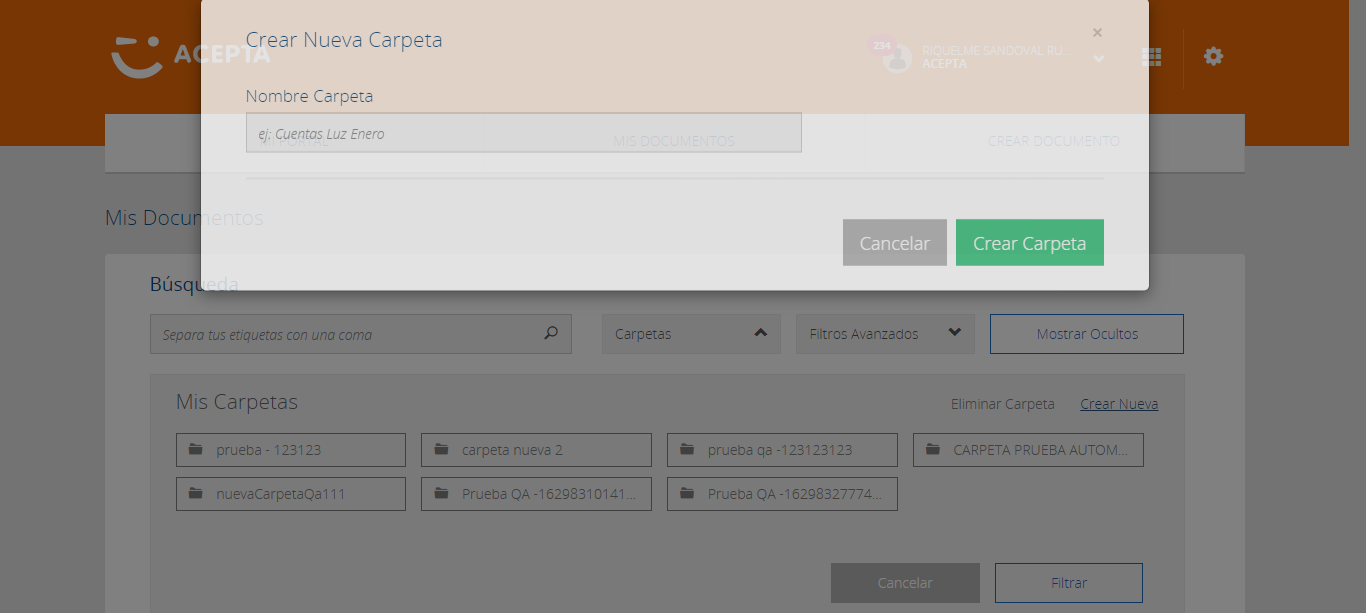 Crear Nueva Carpeta
×
ACEPTA
234
RIQUELME SANDOVAL RU...
ACEPTA
Nombre Carpeta
ej: Cuentas Luz Enero
MI PORTAL
MIS DOCUMENTOS
CREAR DOCUMENTO
Mis Documentos
Cancelar
Crear Carpeta
Búsqueda
Separa tus etiquetas con una coma
Carpetas
Filtros Avanzados
Mostrar Ocultos
Mis Carpetas
Eliminar Carpeta
Crear Nueva
prueba - 123123
carpeta nueva 2
prueba qa -123123123
CARPETA PRUEBA AUTOM...
nuevaCarpetaQa111
Prueba QA -16298310141...
Prueba QA -16298327774...
Cancelar
Filtrar